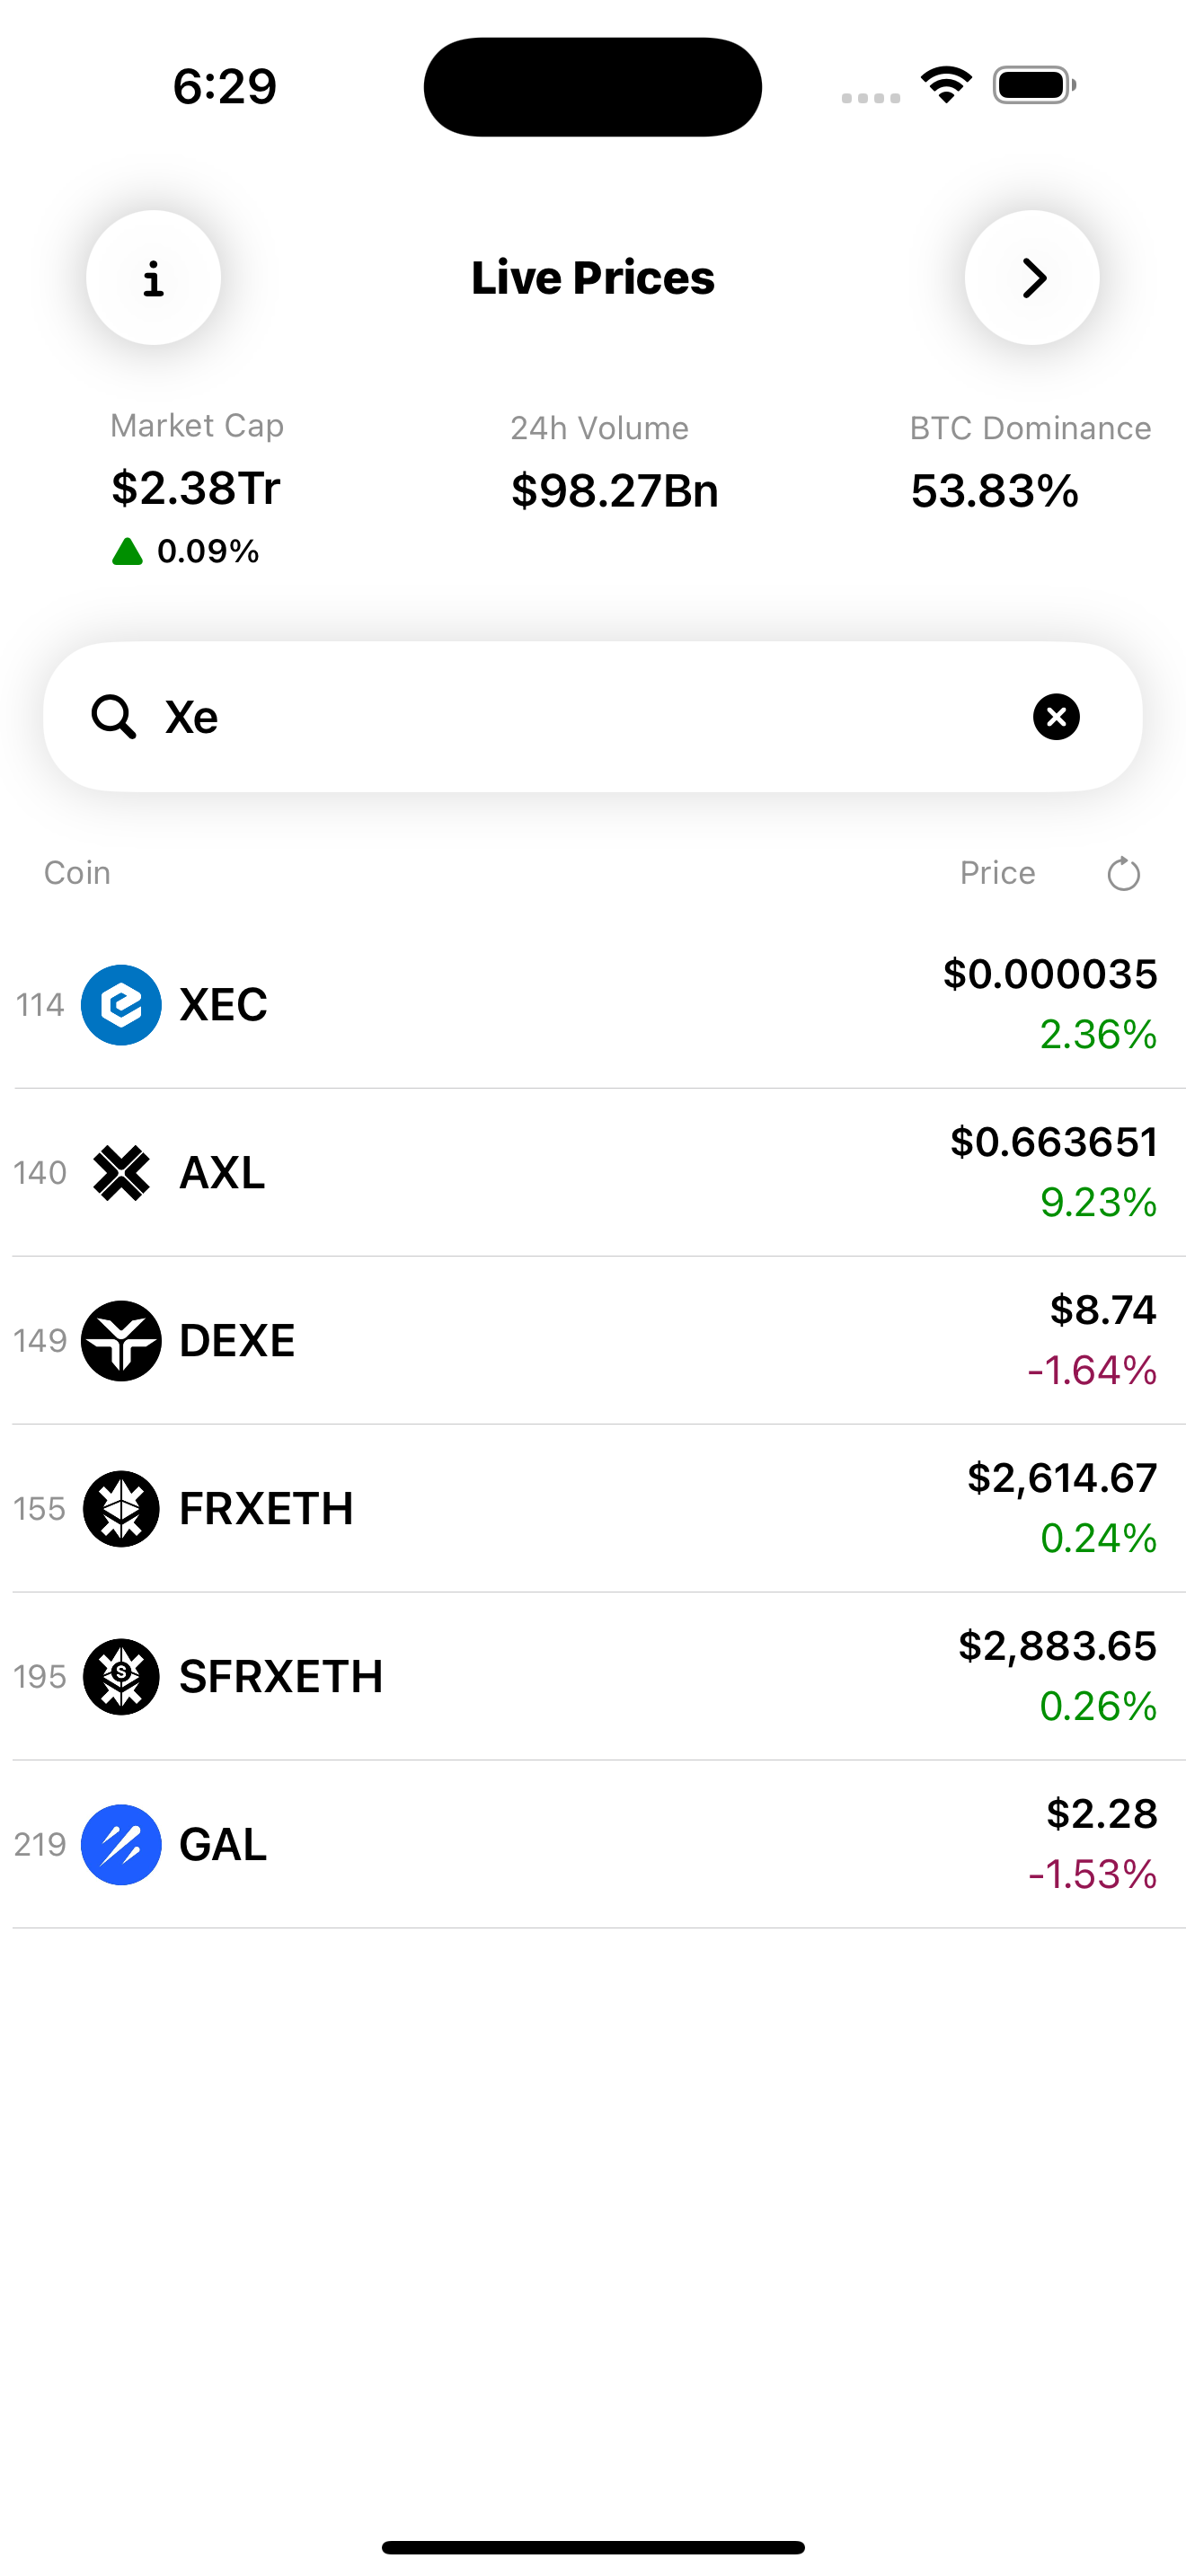 6:29
Live Prices
Market Cap
24h Volume
BTC Dominance
$2.38Tr
$98.27Bn
53.83%
0.09%
Xe
Coin
Price
114
XEC
$0.000035
2.36%
140
AXL
$0.663651
9.23%
149
DEXE
$8.74
-1.64%
155
FRXETH
$2,614.67
0.24%
195
SFRXETH
$2,883.65
0.26%
219
GAL
$2.28
-1.53%